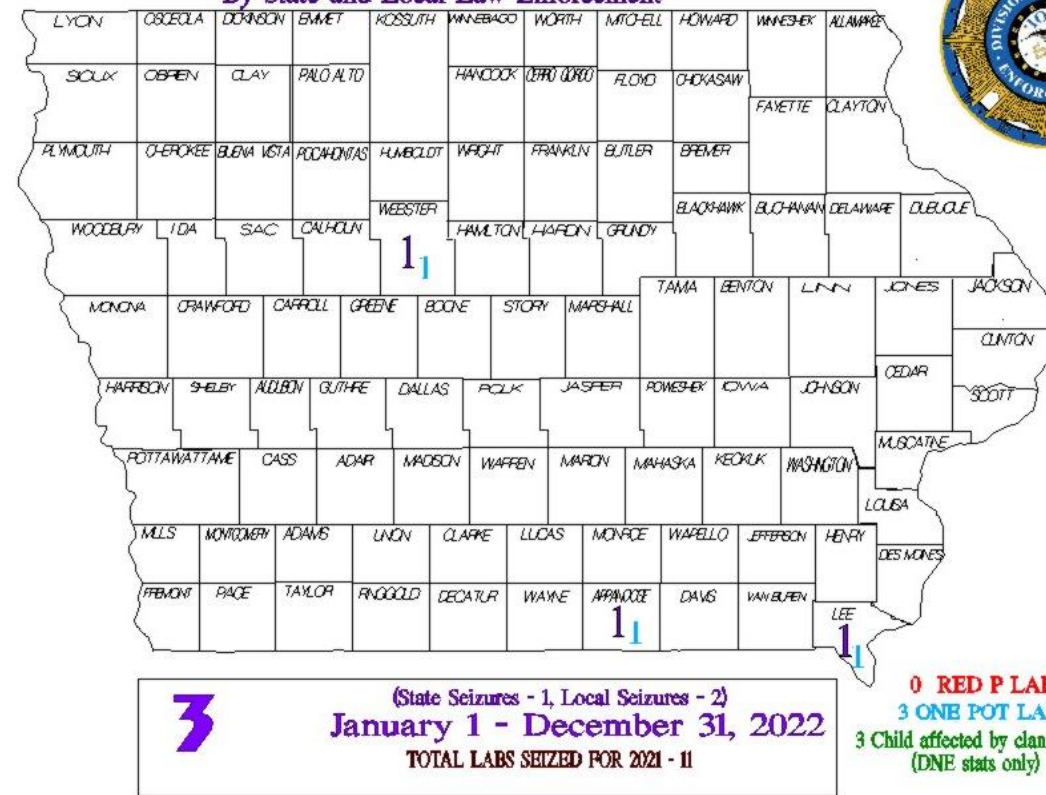 By State and Local Law Enforcement
LYON OSCEOLA DICKINSON EMMET KOSSUTH WINNEBAGO WORTH MITCHELL HOWARD WINNESHEK ALLAMAKEE
SIOUX OBRIEN CLAY PALO ALTO HANCOCK CERRO GORDO FLOYD CHICKASAW
FAYETTE CLAYTON
PLYMOUTH CHEROKEE BUENA VISTA POCAHONTAS HUMBOLDT WRIGHT FRANKLIN BUTLER BREMER
WEBSTER BLACKHAWK BUCHANAN DELAWARE DUBUQUE
WOODBURY IDA SAC CALHOUN HAMILTON HARDIN GRUNDY
1 1
TAMA BENTON LINN JONES JACKSON
MONONA CRAWFORD CARROLL GREENE BOONE STORY MARSHALL
CLINTON
CEDAR
HARRISON SHELBY AUDUBON GUTHRIE DALLAS POLK JASPER POWESHIEK IOWA JOHNSON
SCOTT
MUSCATINE
POTTAWATTAME CASS ADAIR MADISON WARREN MARION MAHASKA KEOKUK WASHINGTON
LOUISA
MILLS MONTGOMERY ADAMS UNION CLARKE LUCAS MONROE WAPELLO JEFFERSON HENRY
DES MOINES
FREMONT PAGE TAYLOR RINGGOLD DECATUR WAYNE APPANOOSE DAVIS VAN BUREN
LEE
1 1
1 1
3
(State Seizures - 1, Local Seizures - 2)
January 1 - December 31, 2022
TOTAL LABS SEIZED FOR 2021 - 11
0 RED P
3 ONE POT
3 Child affected by
(DNE stats only)